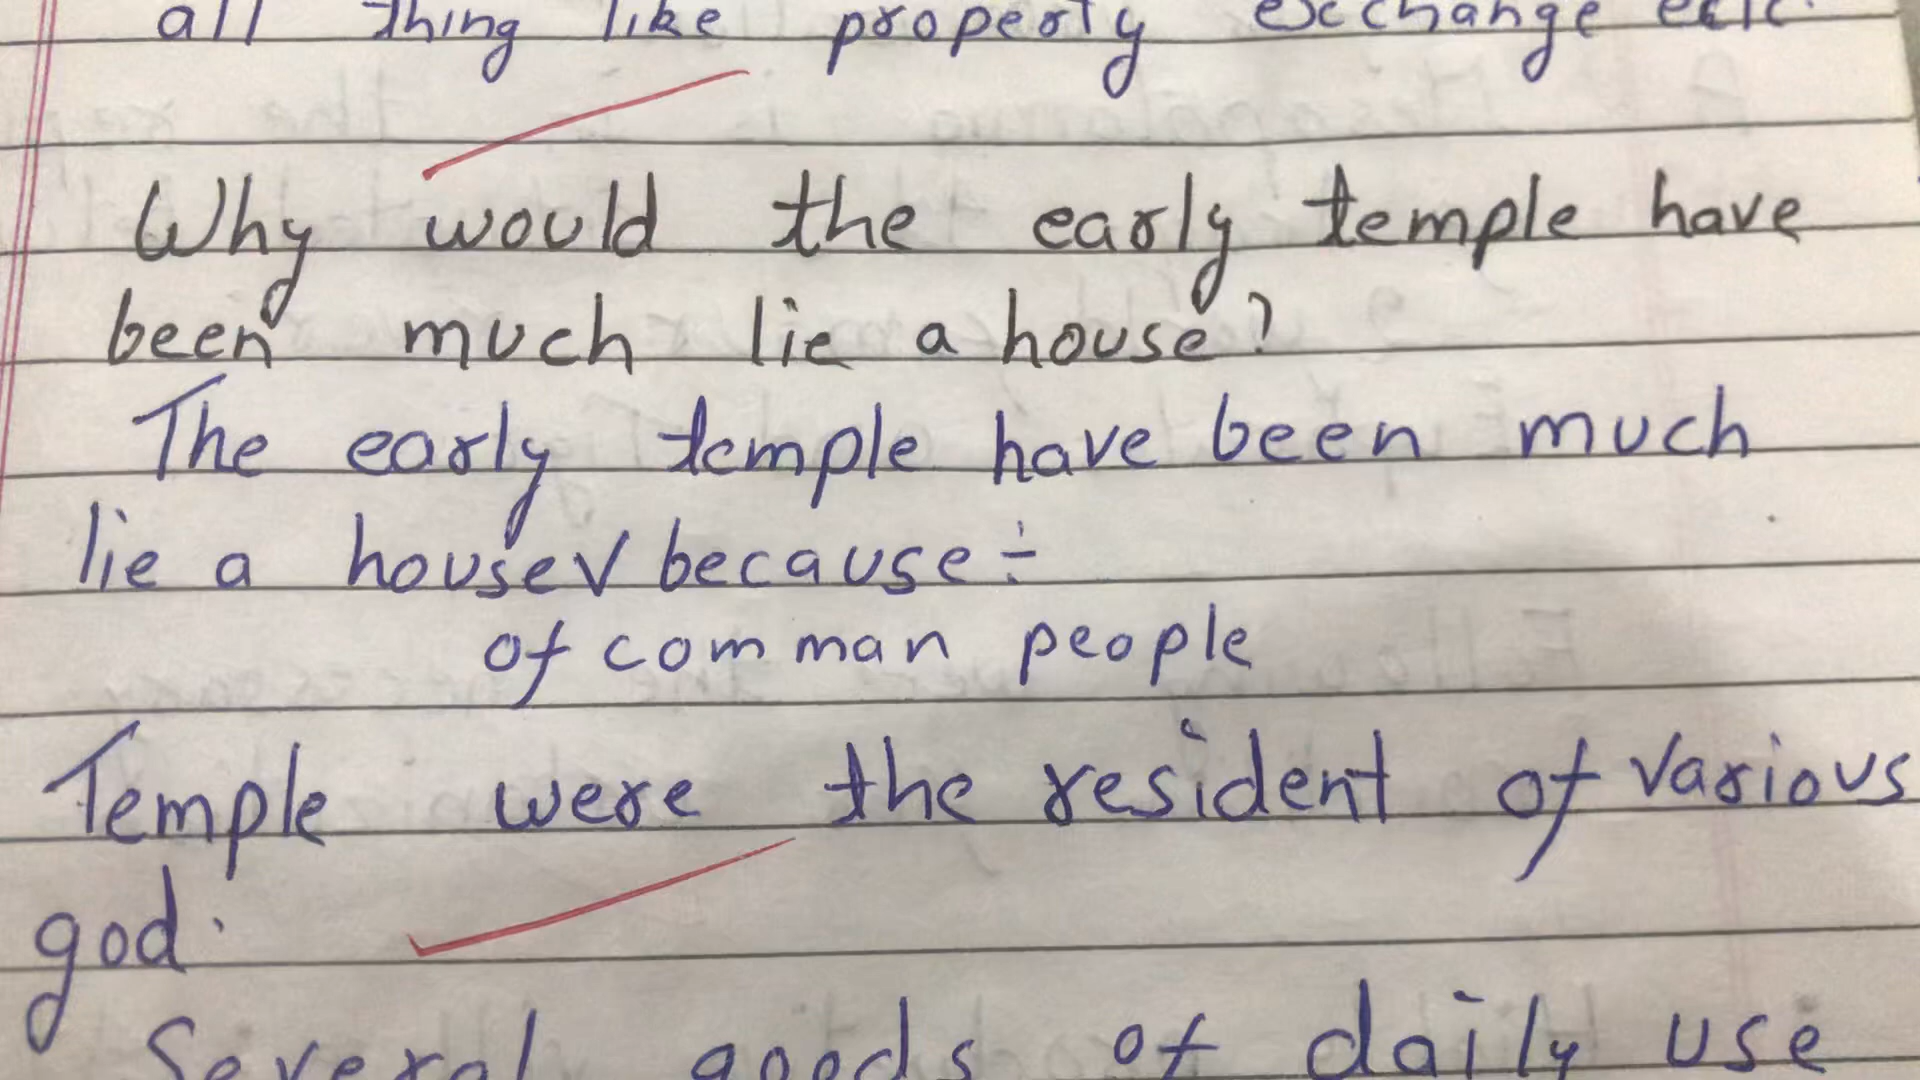 all thing like property exchange
Why would the early temple have
been much lie a house?
The early temple have been much
lie a house√ because ÷
of comman people
Temple were the resident of various
god.
Several goods of daily use